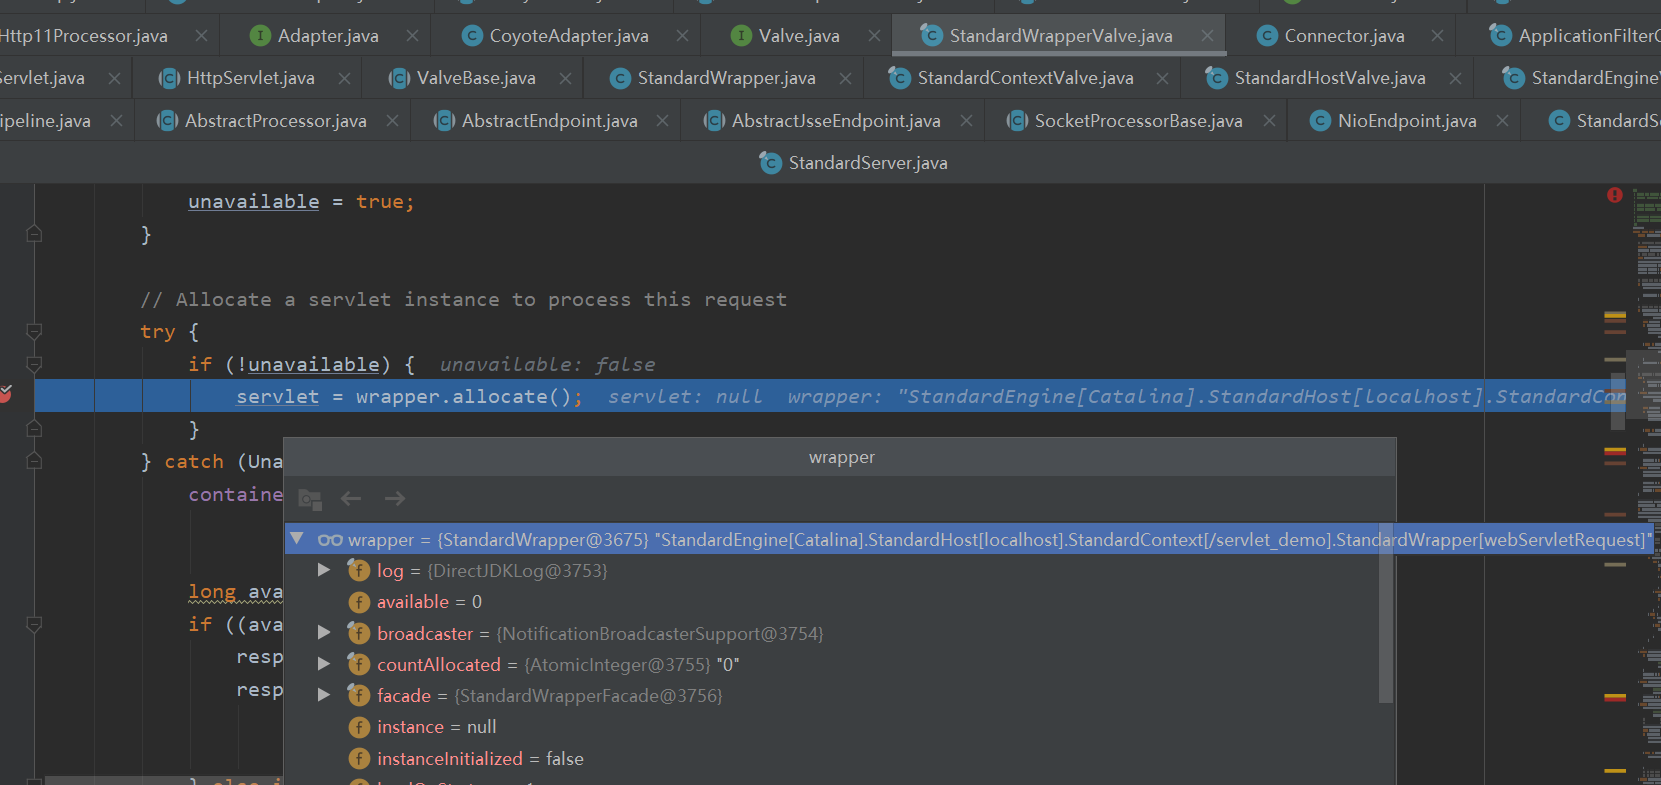 Http11Processor.java Adapter.java CoyoteAdapter.java Valve.java StandardWrapperValve.java Connector.java ApplicationFilterC
Servlet.java HttpServlet.java ValveBase.java StandardWrapper.java StandardContextValve.java StandardHostValve.java StandardEngine
ipeline.java AbstractProcessor.java AbstractEndpoint.java AbstractJsseEndpoint.java SocketProcessorBase.java NioEndpoint.java StandardS
StandardServer.java
unavailable = true;
}
// Allocate a servlet instance to process this request
try {
if (!unavailable) { unavailable: false
servlet = wrapper.allocate(); servlet: null wrapper: "StandardEngine[Catalina].StandardHost[localhost].StandardCon
}
} catch (Una
wrapper
containe
wrapper = {StandardWrapper@3675} "StandardEngine[Catalina].StandardHost[localhost].StandardContext[/servlet_demo].StandardWrapper[webServletRequest]"
log = {DirectJDKLog@3753}
long ava
available = 0
if ((ava
broadcaster = {NotificationBroadcasterSupport@3754}
resp
countAllocated = {AtomicInteger@3755} "0"
resp
facade = {StandardWrapperFacade@3756}
instance = null
instanceInitialized = false